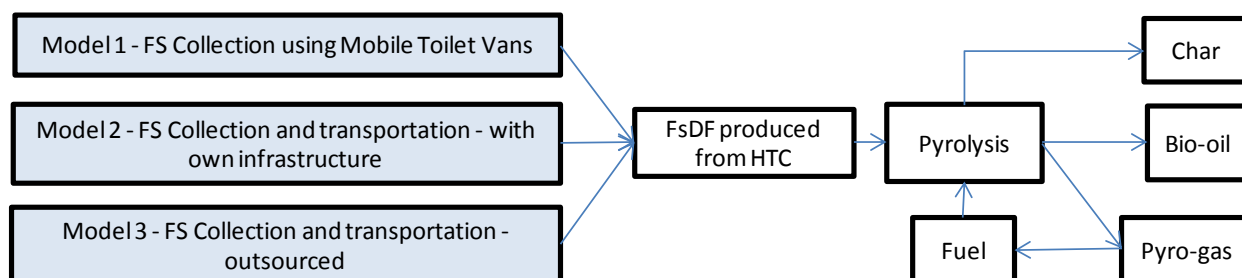 Model 1 - FS Collection using Mobile Toilet Vans
Model 2 - FS Collection and transportation - with
own infrastructure
Model 3 - FS Collection and transportation -
outsourced
FsDF produced
from HTC
Pyrolysis
Char
Bio-oil
Fuel
Pyro-gas